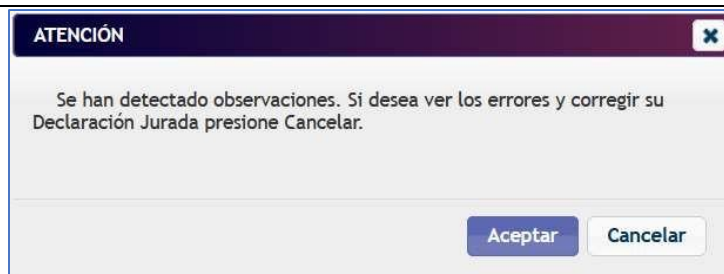 ATENCIÓN
Se han detectado observaciones. Si desea ver los errores y corregir su
Declaración Jurada presione Cancelar.
Aceptar Cancelar